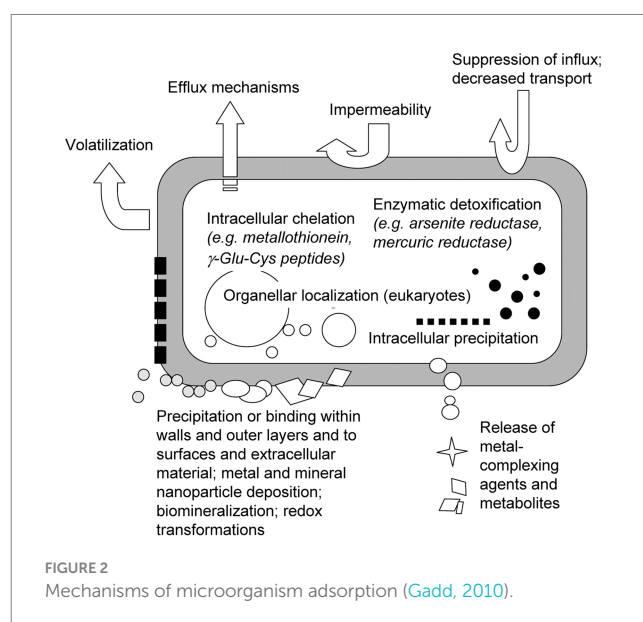 Suppression of influx;
decreased transport
Efflux mechanisms
Impermeability
Volatilization
Enzymatic detoxification
(e.g. arsenite reductase,
mercuric reductase)
Intracellular chelation
(e.g. metallothionein,
γ-Glu-Cys peptides)
Organellar localization (eukaryotes)
Intracellular precipitation
Precipitation or binding within
walls and outer layers and to
surfaces and extracellular
material; metal and mineral
nanoparticle deposition;
biomineralization; redox
transformations
Release of
metal-
complexing
agents and
metabolites
FIGURE 2
Mechanisms of microorganism adsorption (Gadd, 2010).